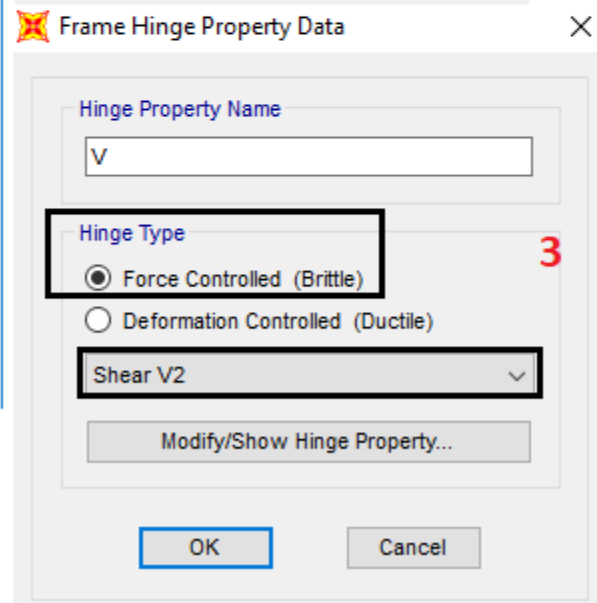 Frame Hinge Property Data
Hinge Property Name
V
Hinge Type
3
Force Controlled (Brittle)
Deformation Controlled (Ductile)
Shear V2
Modify/Show Hinge Property...
OK
Cancel